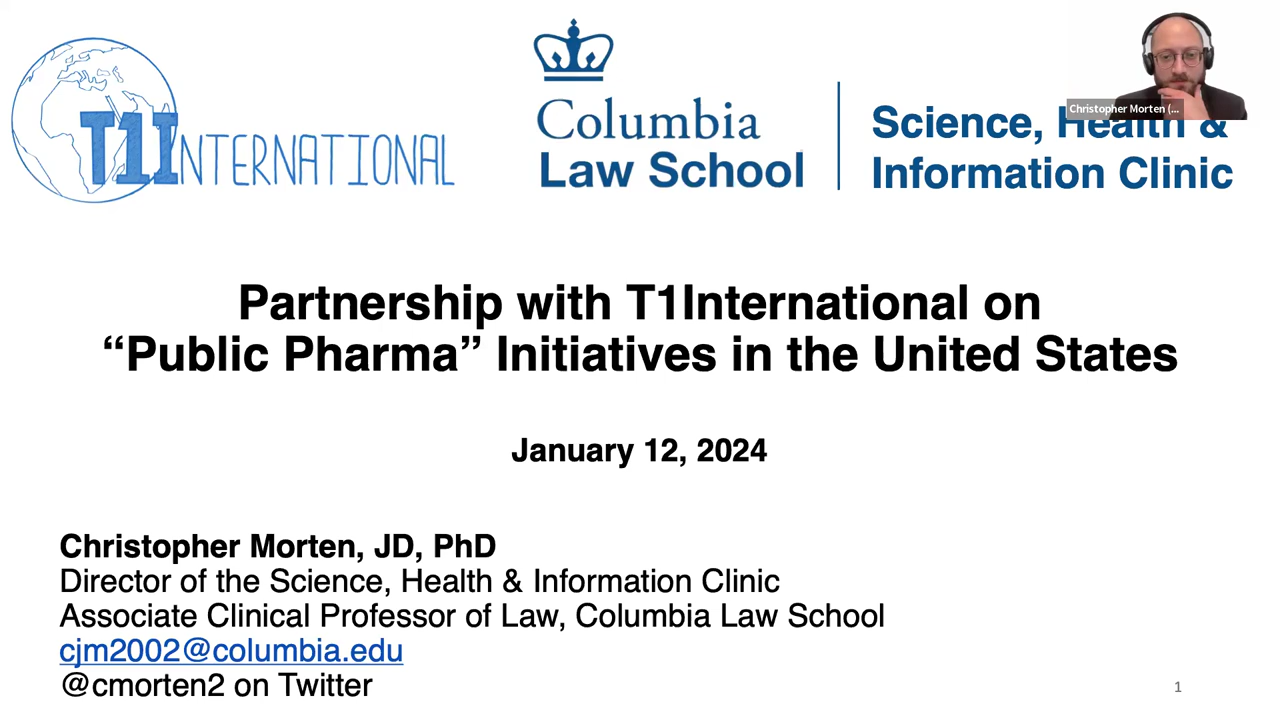 T1INTERNATIONAL
Columbia
Law School
Science, Health &
Information Clinic
Christopher Morten (...
Partnership with T1International on
“Public Pharma” Initiatives in the United States
January 12, 2024
Christopher Morten, JD, PhD
Director of the Science, Health & Information Clinic
Associate Clinical Professor of Law, Columbia Law School
cjm2002@columbia.edu
@cmorten2 on Twitter
1